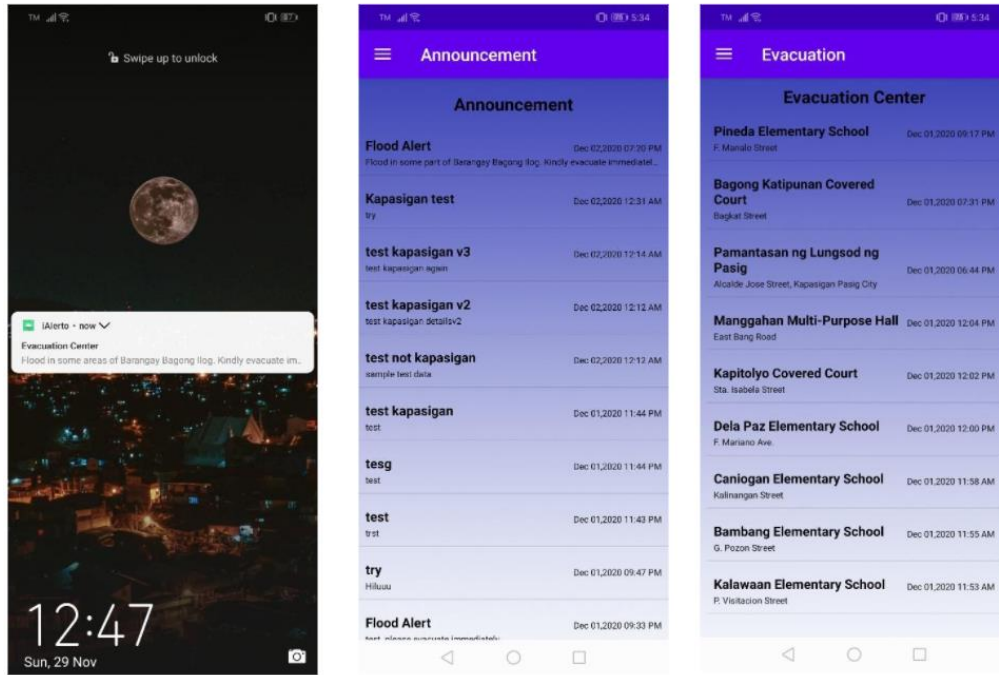 TM
Swipe up to unlock
iAlerto - now
Evacuation Center
Flood in some areas of Barangay Bagong Ilog. Kindly evacuate im..
12:47
Sun, 29 Nov
TM 5:34
Announcement
Announcement
Flood Alert Dec 02,2020 07:20 PM
Flood in some part of Barangay Bagong Ilog. Kindly evacuate immediatel...
Kapasigan test Dec 02,2020 12:31 AM
try
test kapasigan v3 Dec 02,2020 12:14 AM
test kapasigan again
test kapasigan v2 Dec 02,2020 12:12 AM
test kapasigan detailsv2
test not kapasigan Dec 02,2020 12:12 AM
sample test data
test kapasigan Dec 01,2020 11:44 PM
test
tesg Dec 01,2020 11:44 PM
test
test Dec 01,2020 11:43 PM
trst
try Dec 01,2020 09:47 PM
Hiluuu
Flood Alert Dec 01,2020 09:33 PM
test, please evacuate immediately
TM 5:34
Evacuation
Evacuation Center
Pineda Elementary School Dec 01,2020 09:17 PM
F. Manalo Street
Bagong Katipunan Covered
Court Dec 01,2020 07:31 PM
Bagkat Street
Pamantasan ng Lungsod ng
Pasig Dec 01,2020 06:44 PM
Alcalde Jose Street, Kapasigan Pasig City
Manggahan Multi-Purpose Hall Dec 01,2020 12:04 PM
East Bang Road
Kapitolyo Covered Court Dec 01,2020 12:02 PM
Sta. Isabela Street
Dela Paz Elementary School Dec 01,2020 12:00 PM
F. Mariano Ave.
Caniogan Elementary School Dec 01,2020 11:58 AM
Kalinangan Street
Bambang Elementary School Dec 01,2020 11:55 AM
G. Pozon Street
Kalawaan Elementary School Dec 01,2020 11:53 AM
P. Visitacion Street